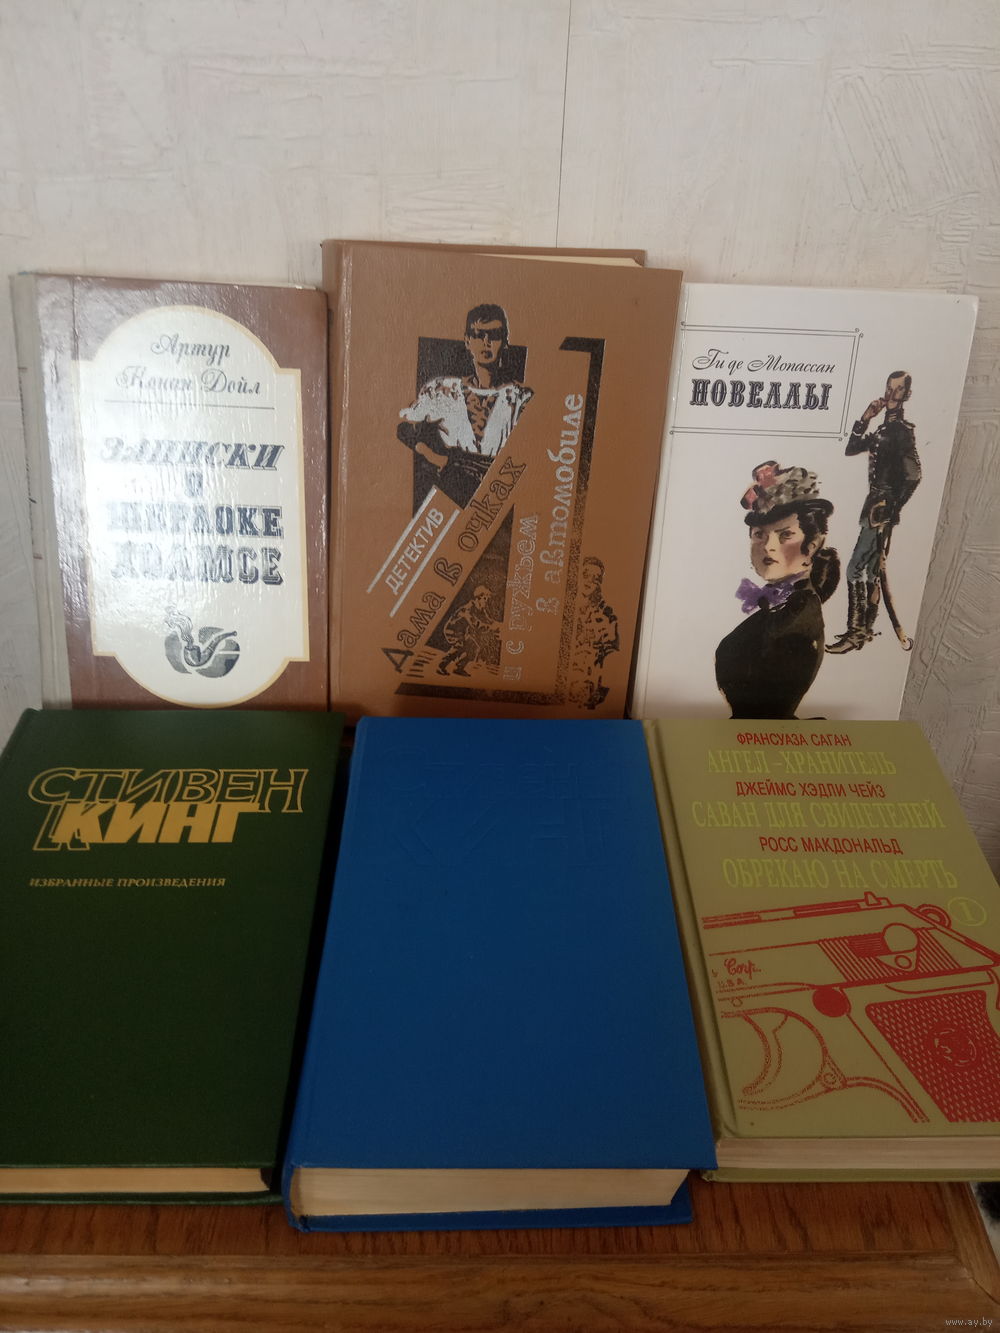 Артур
Конан Дойл
ЗАПИСКИ
О
ШЕРЛОКЕ
ХОЛМСЕ
ДЕТЕКТИВ
Дама в очках
и с ружьем
в автомобиле
Ги де Мопассан
НОВЕЛЛЫ
СТИВЕН
КИНГ
ИЗБРАННЫЕ ПРОИЗВЕДЕНИЯ
СТИВЕН
КИНГ
ФРАНСУАЗА САГАН
АНГЕЛ-ХРАНИТЕЛЬ
ДЖЕЙМС ХЭДЛИ ЧЕЙЗ
САВАН ДЛЯ СВИДЕТЕЛЕЙ
РОСС МАКДОНАЛЬД
ОБРЕКАЮ НА СМЕРТЬ
1
Corp.
U.S.A.
www.ay.by